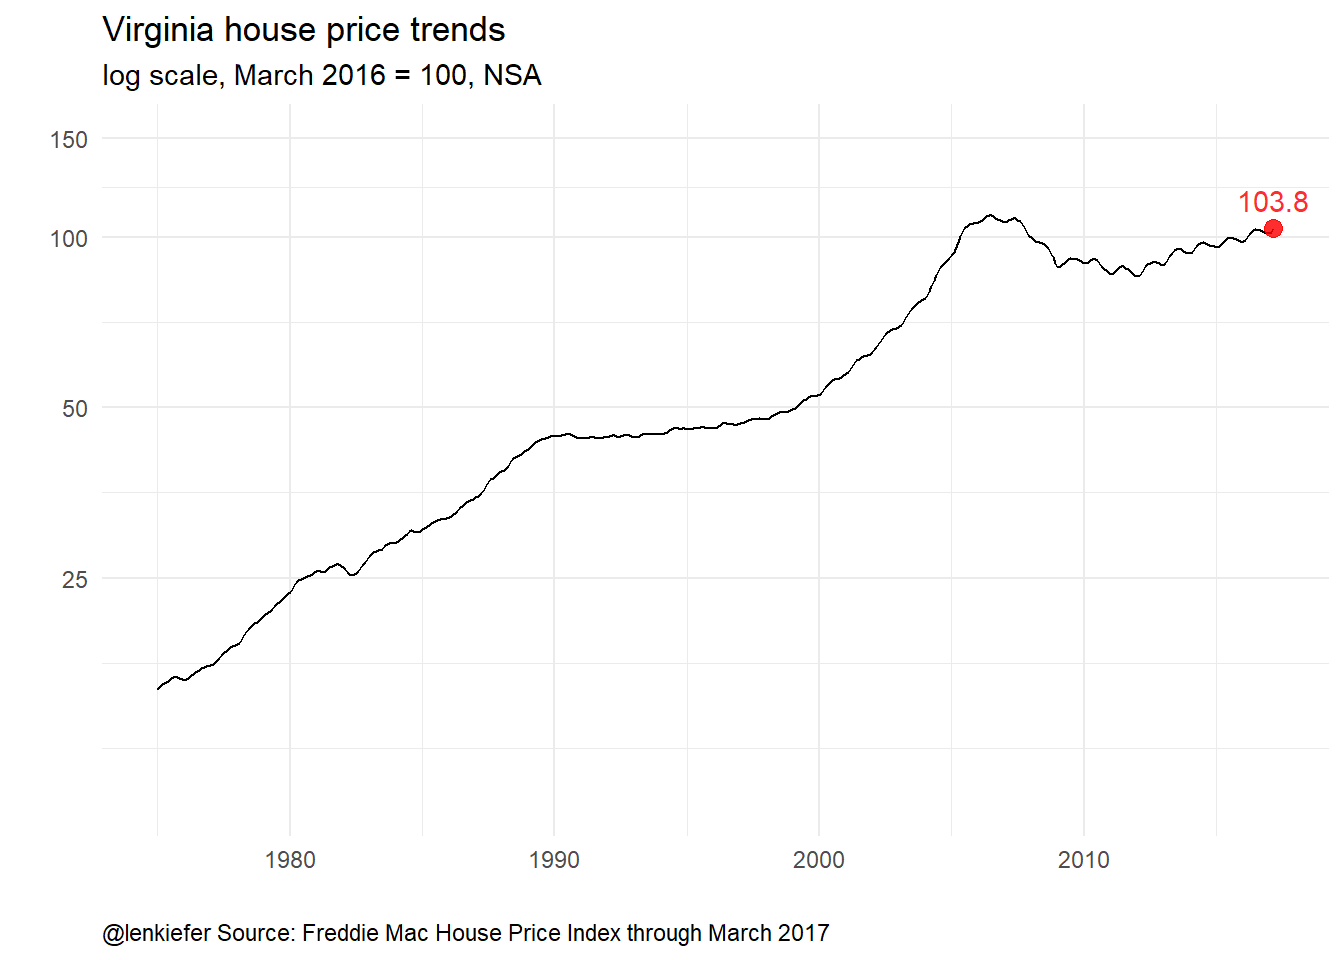 Virginia house price trends
log scale, March 2016 = 100, NSA
150
100
50
25
103.8
1980 1990 2000 2010
@lenkiefer Source: Freddie Mac House Price Index through March 2017